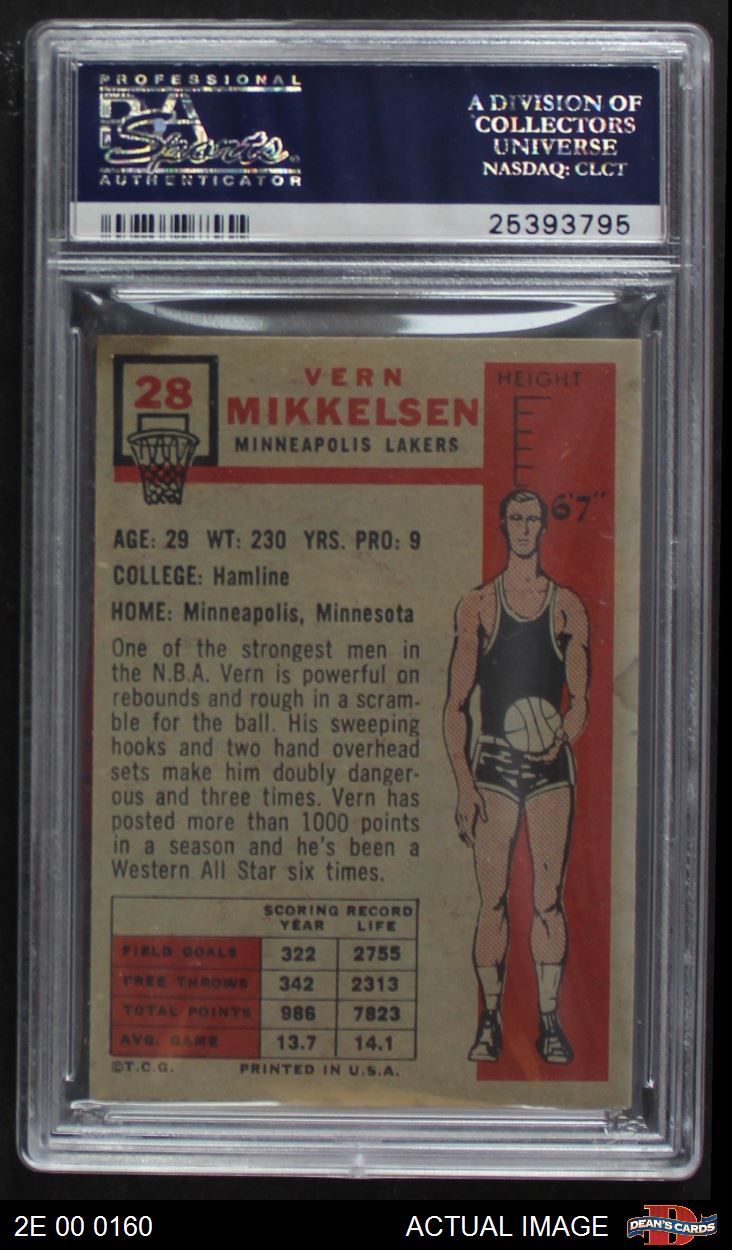 PROFESSIONAL
PSA
Sports
AUTHENTICATOR
A DIVISION OF
COLLECTORS
UNIVERSE
NASDAQ: CLCT
25393795
28
VERN
MIKKELSEN
MINNEAPOLIS LAKERS
HEIGHT
6'7"
AGE: 29 WT: 230 YRS. PRO: 9
COLLEGE: Hamline
HOME: Minneapolis, Minnesota
One of the strongest men in
the N.B.A. Vern is powerful on
rebounds and rough in a scram-
ble for the ball. His sweeping
hooks and two hand overhead
sets make him doubly danger-
ous and three times. Vern has
posted more than 1000 points
in a season and he's been a
Western All Star six times.
SCORING RECORD
YEAR LIFE
FIELD GOALS 322 2755
FREE THROWS 342 2313
TOTAL POINTS 986 7823
AVG. GAME 13.7 14.1
©T.C.G. PRINTED IN U.S.A.
2E 00 0160 ACTUAL IMAGE
DEAN'S CARDS